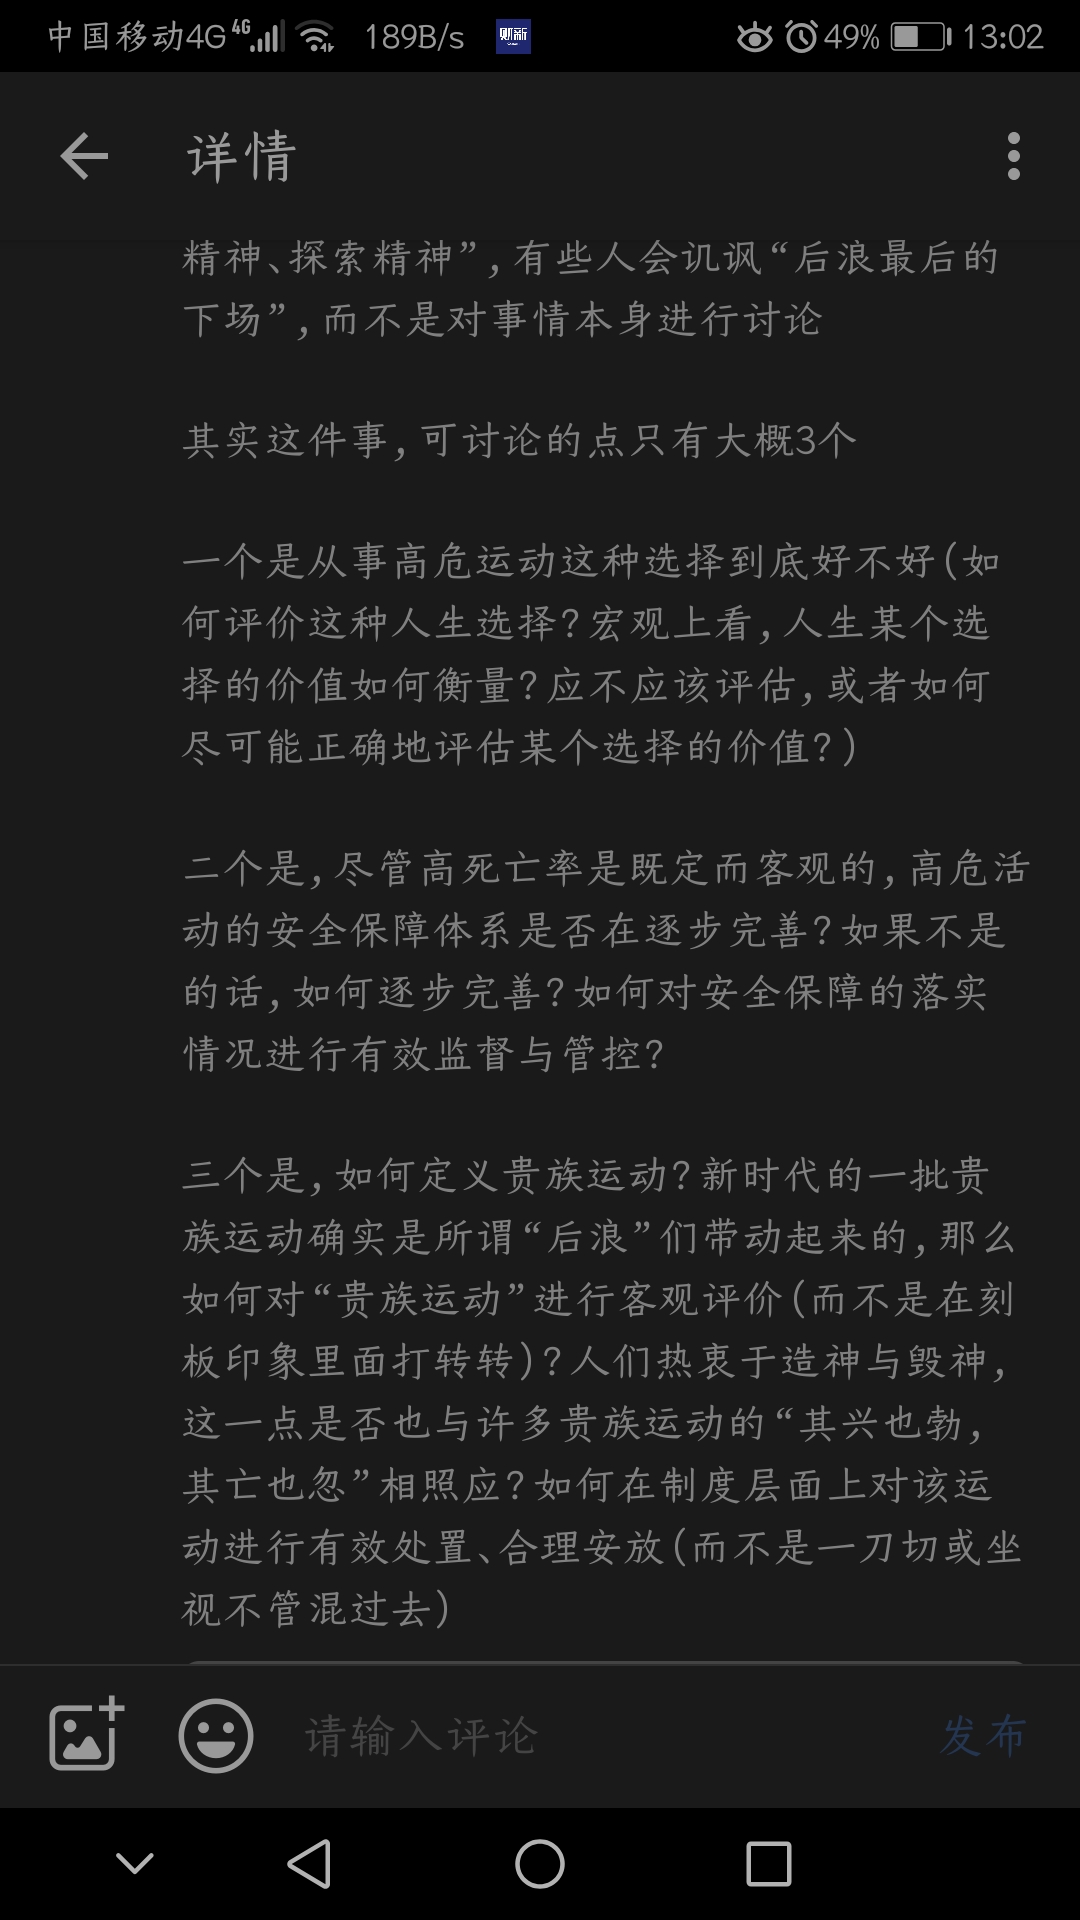 中国移动4G 4G 189B/s 财新 49% 13:02
详情
精神、探索精神”,有些人会讥讽“后浪最后的
下场”,而不是对事情本身进行讨论
其实这件事,可讨论的点只有大概3个
一个是从事高危运动这种选择到底好不好(如
何评价这种人生选择?宏观上看,人生某个选
择的价值如何衡量?应不应该评估,或者如何
尽可能正确地评估某个选择的价值?)
二个是,尽管高死亡率是既定而客观的,高危活
动的安全保障体系是否在逐步完善?如果不是
的话,如何逐步完善?如何对安全保障的落实
情况进行有效监督与管控?
三个是,如何定义贵族运动?新时代的一批贵
族运动确实是所谓“后浪”们带动起来的,那么
如何对“贵族运动”进行客观评价(而不是在刻
板印象里面打转转)?人们热衷于造神与毁神,
这一点是否也与许多贵族运动的“其兴也勃,
其亡也忽”相照应?如何在制度层面上对该运
动进行有效处置、合理安放(而不是一刀切或坐
视不管混过去)
请输入评论
发布